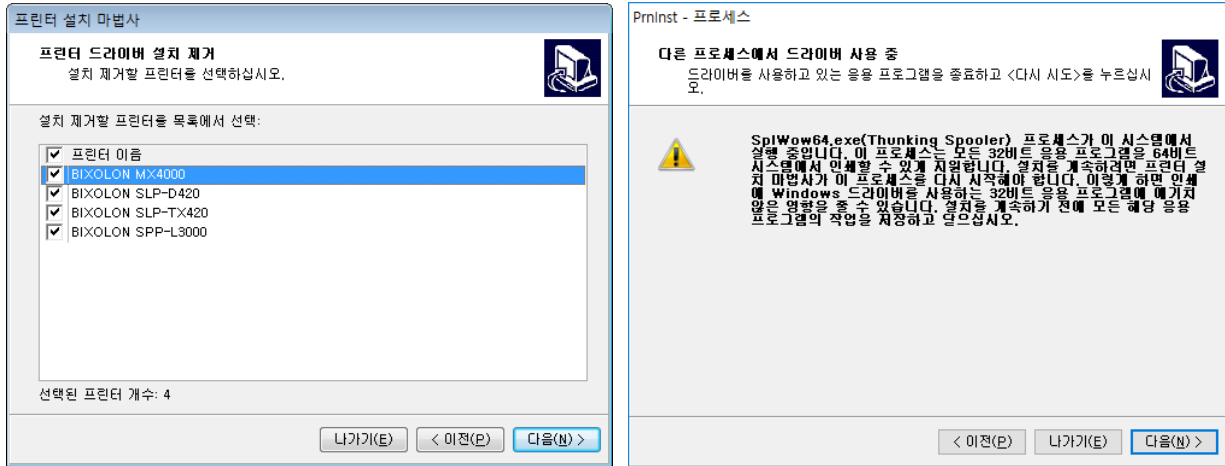 프린터 설치 마법사
프린터 드라이버 설치 제거
설치 제거할 프린터를 선택하십시오.
설치 제거할 프린터를 목록에서 선택:
프린터 이름
BIXOLON MX4000
BIXOLON SLP-D420
BIXOLON SLP-TX420
BIXOLON SPP-L3000
선택된 프린터 개수: 4
나가기(E)
< 이전(P)
다음(N) >
PrnInst - 프로세스
다른 프로세스에서 드라이버 사용 중
드라이버를 사용하고 있는 응용 프로그램을 종료하고 <다시 시도>를 누르십시
오.
SplWow64.exe(Thunking Spooler) 프로세스가 이 시스템에서
실행 중입니다. 이 프로세스는 모든 32비트 응용 프로그램을 64비트
시스템에서 인쇄할 수 있게 지원합니다. 설치를 계속하려면 프린터 설
치 마법사가 이 프로세스를 다시 시작해야 합니다. 이렇게 하면 인쇄
에 Windows 드라이버를 사용하는 32비트 응용 프로그램에 예기치
않은 영향을 줄 수 있습니다. 설치를 계속하기 전에 모든 해당 응용
프로그램의 작업을 저장하고 닫으십시오.
< 이전(P)
나가기(E)
다음(N) >